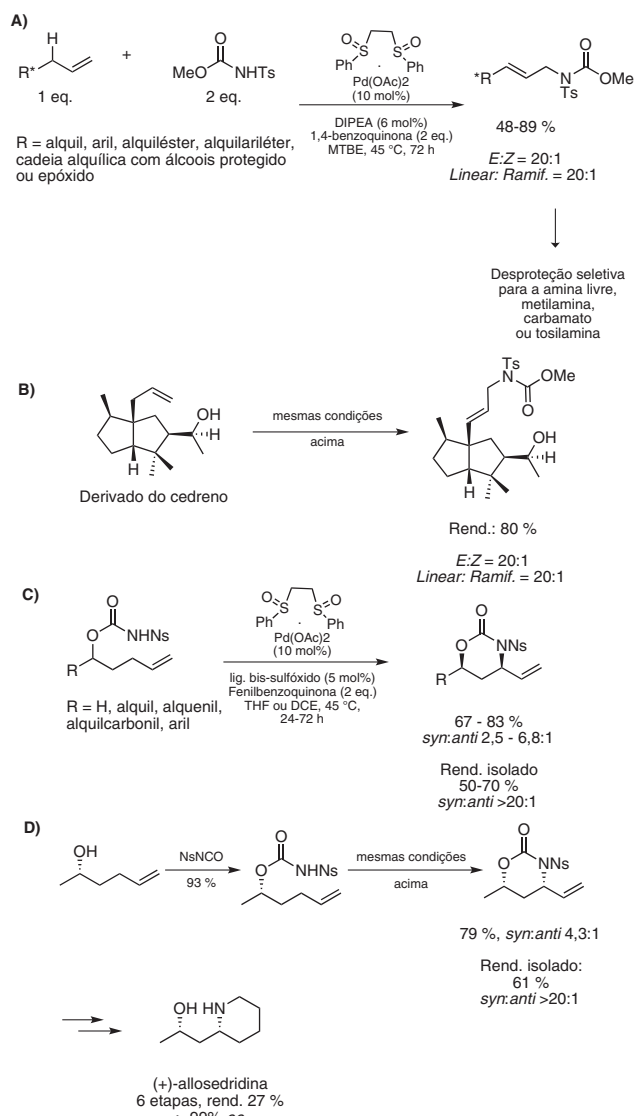 A)
H
R*
1 eq.
+
O
MeO
NHTs
2 eq.
O
S
Ph
O
S
Ph
Pd(OAc)2
(10 mol%)
DIPEA (6 mol%)
1,4-benzoquinona (2 eq.)
MTBE, 45 °C, 72 h
*R
N
Ts
O
OMe
48-89 %
E:Z = 20:1
Linear: Ramif. = 20:1
R = alquil, aril, alquiléster, alquilariléter,
cadeia alquílica com álcoois protegido
ou epóxido
Desproteção seletiva
para a amina livre,
metilamina,
carbamato
ou tosilamina
B)
OH
H
H
Derivado do cedreno
mesmas condições
acima
Ts
N
OMe
O
OH
H
H
Rend.: 80 %
E:Z = 20:1
Linear: Ramif. = 20:1
C)
O
O
NHNs
R
R = H, alquil, alquenil,
alquilcarbonil, aril
O
S
Ph
O
S
Ph
Pd(OAc)2
(10 mol%)
lig. bis-sulfóxido (5 mol%)
Fenilbenzoquinona (2 eq.)
THF ou DCE, 45 °C,
24-72 h
O
O
NNs
R
67 - 83 %
syn:anti 2,5 - 6,8:1
Rend. isolado
50-70 %
syn:anti >20:1
D)
OH
NsNCO
93 %
O
O
NHNs
mesmas condições
acima
O
O
N
Ns
79 %, syn:anti 4,3:1
Rend. isolado:
61 %
syn:anti >20:1
OH
HN
(+)-allosedridina
6 etapas, rend. 27 %